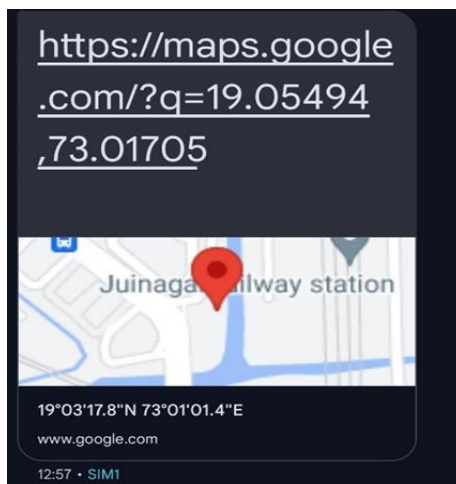 https://maps.google
.com/?q=19.05494
,73.01705
Juinaga ilway station
19°03'17.8"N 73°01'01.4"E
www.google.com
12:57 • SIM1